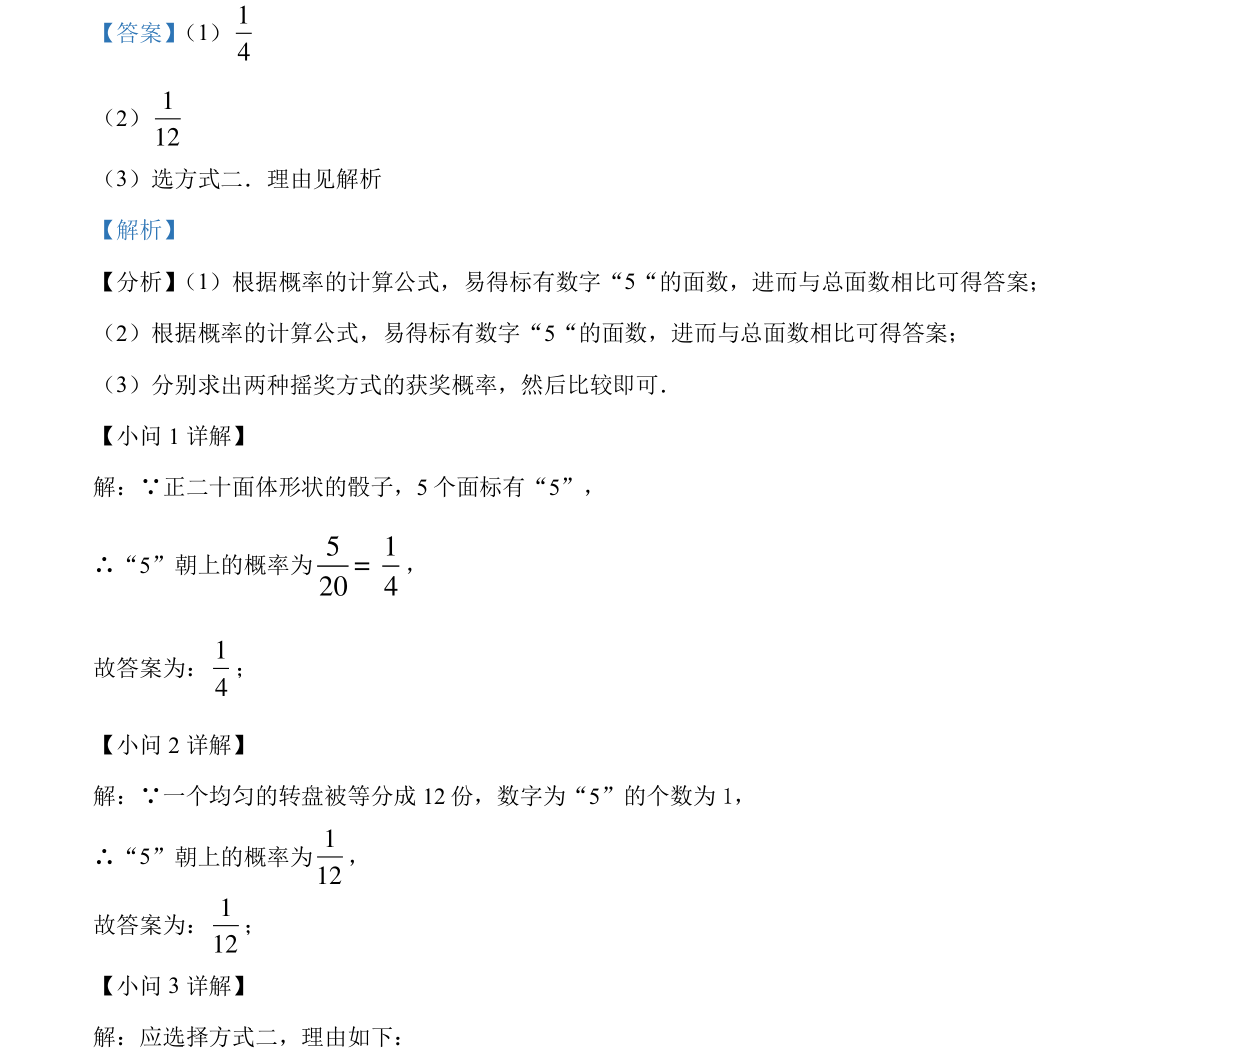 【答案】（1）1/4
（2）1/12
（3）选方式二．理由见解析
【解析】
【分析】（1）根据概率的计算公式，易得标有数字“5“的面数，进而与总面数相比可得答案；
（2）根据概率的计算公式，易得标有数字“5“的面数，进而与总面数相比可得答案；
（3）分别求出两种摇奖方式的获奖概率，然后比较即可．
【小问 1 详解】
解：∵正二十面体形状的骰子，5 个面标有“5”，
∴“5”朝上的概率为5/20 = 1/4，
故答案为：1/4；
【小问 2 详解】
解：∵一个均匀的转盘被等分成 12 份，数字为“5”的个数为 1，
∴“5”朝上的概率为1/12，
故答案为：1/12；
【小问 3 详解】
解：应选择方式二，理由如下：